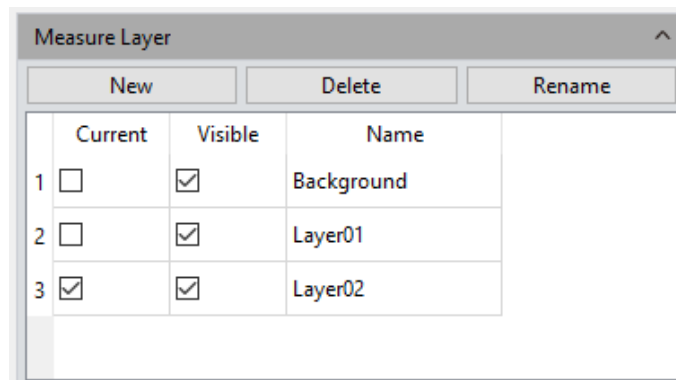 Measure Layer
New Delete Rename
Current Visible Name
1 Background
2 Layer01
3 Layer02